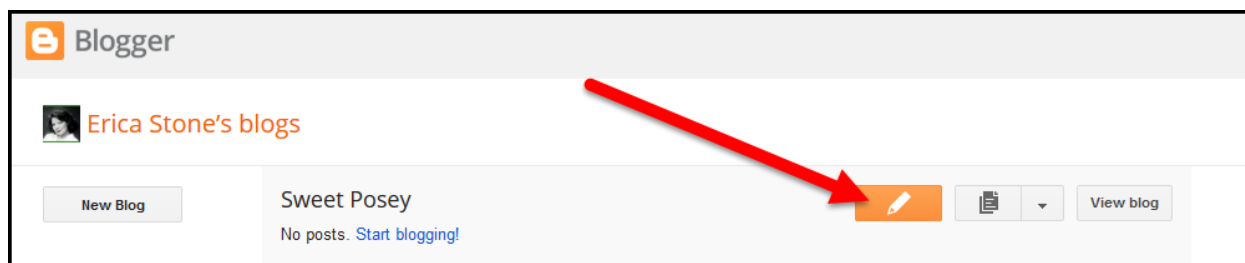 Blogger
Erica Stone's blogs
New Blog
Sweet Posey
View blog
No posts. Start blogging!